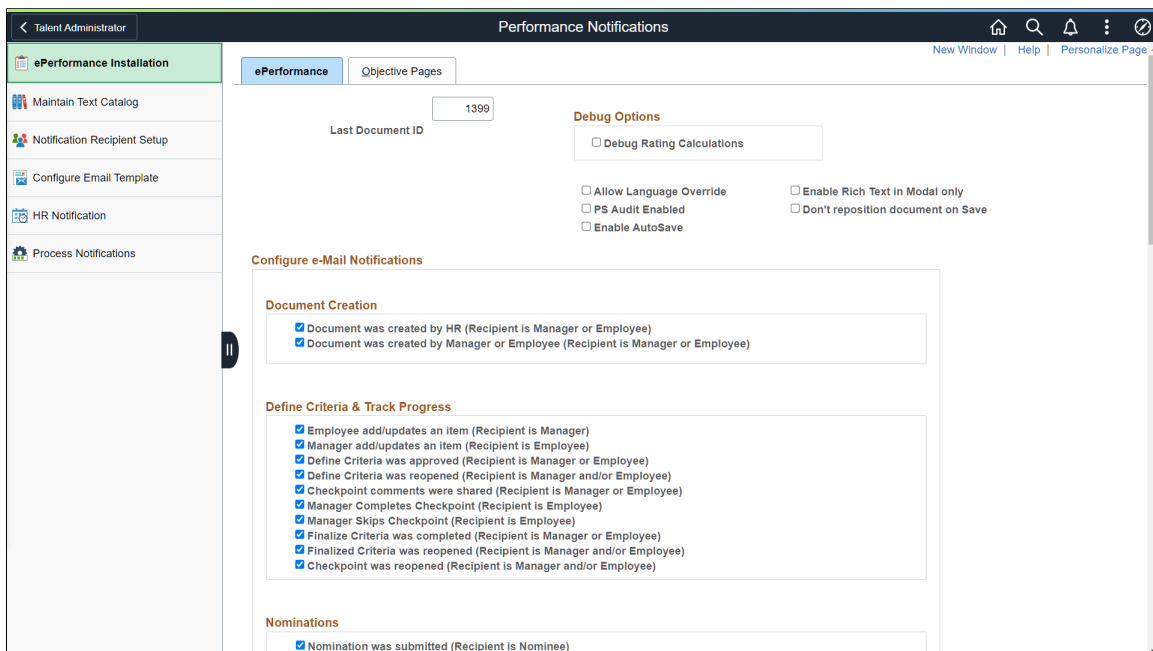 Talent Administrator
Performance Notifications
New Window | Help | Personalize Page
ePerformance Installation
Maintain Text Catalog
Notification Recipient Setup
Configure Email Template
HR Notification
Process Notifications
ePerformance
Objective Pages
1399
Last Document ID
Debug Options
Debug Rating Calculations
Allow Language Override
Enable Rich Text in Modal only
PS Audit Enabled
Don't reposition document on Save
Enable AutoSave
Configure e-Mail Notifications
Document Creation
Document was created by HR (Recipient is Manager or Employee)
Document was created by Manager or Employee (Recipient is Manager or Employee)
Define Criteria & Track Progress
Employee add/updates an item (Recipient is Manager)
Manager add/updates an item (Recipient is Employee)
Define Criteria was approved (Recipient is Manager or Employee)
Define Criteria was reopened (Recipient is Manager and/or Employee)
Checkpoint comments were shared (Recipient is Manager or Employee)
Manager Completes Checkpoint (Recipient is Employee)
Manager Skips Checkpoint (Recipient is Employee)
Finalize Criteria was completed (Recipient is Manager or Employee)
Finalized Criteria was reopened (Recipient is Manager and/or Employee)
Checkpoint was reopened (Recipient is Manager and/or Employee)
Nominations
Nomination was submitted (Recipient is Nominee)